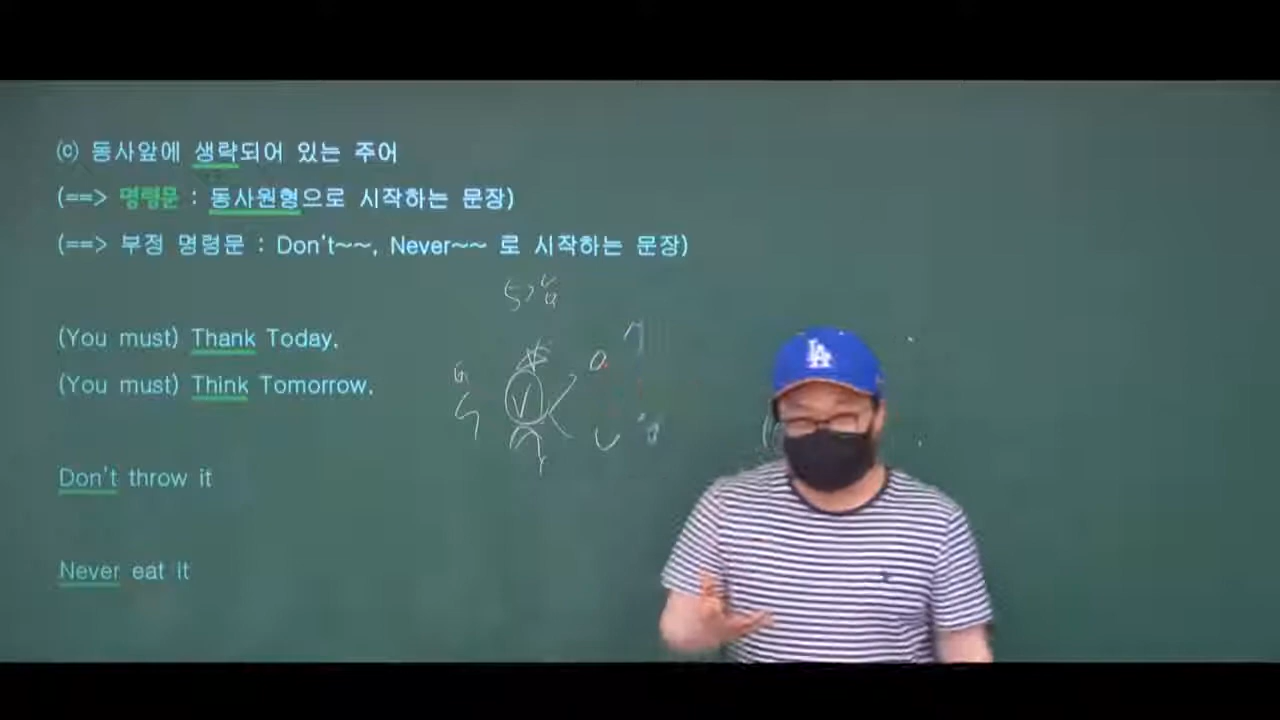 (c) 동사앞에 생략되어 있는 주어
(==> 명령문 : 동사원형으로 시작하는 문장)
(==> 부정 명령문 : Don't~~, Never~~ 로 시작하는 문장)
(You must) Thank Today.
(You must) Think Tomorrow.
V
Don't throw it
Never eat it
LA